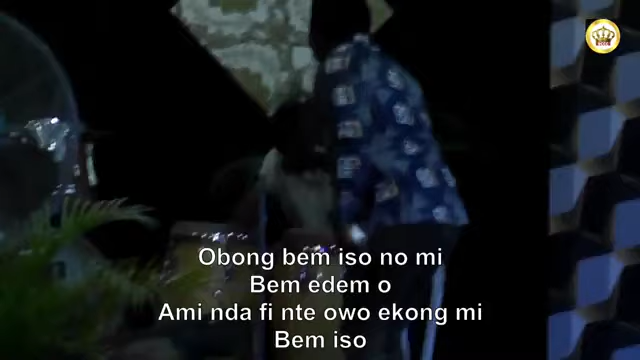 Obong bem iso no mi
Bem edem o
Ami nda fi nte owo ekong mi
Bem iso